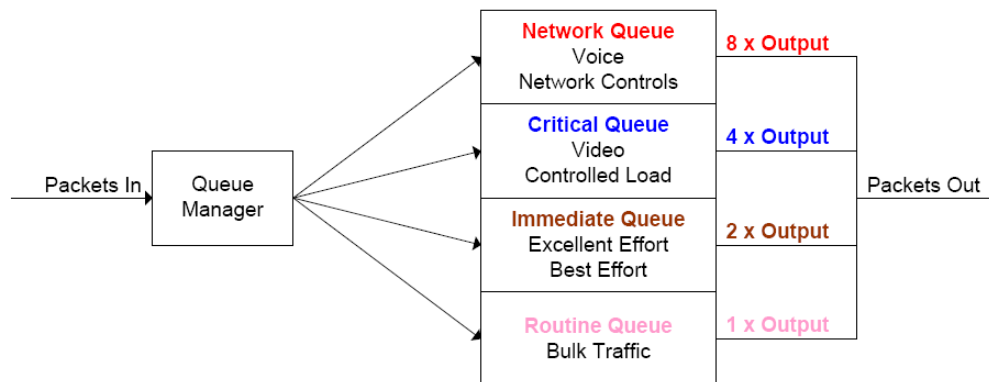 Packets In
Queue
Manager
Network Queue
Voice
Network Controls
8 x Output
Critical Queue
Video
Controlled Load
4 x Output
Immediate Queue
Excellent Effort
Best Effort
2 x Output
Routine Queue
Bulk Traffic
1 x Output
Packets Out